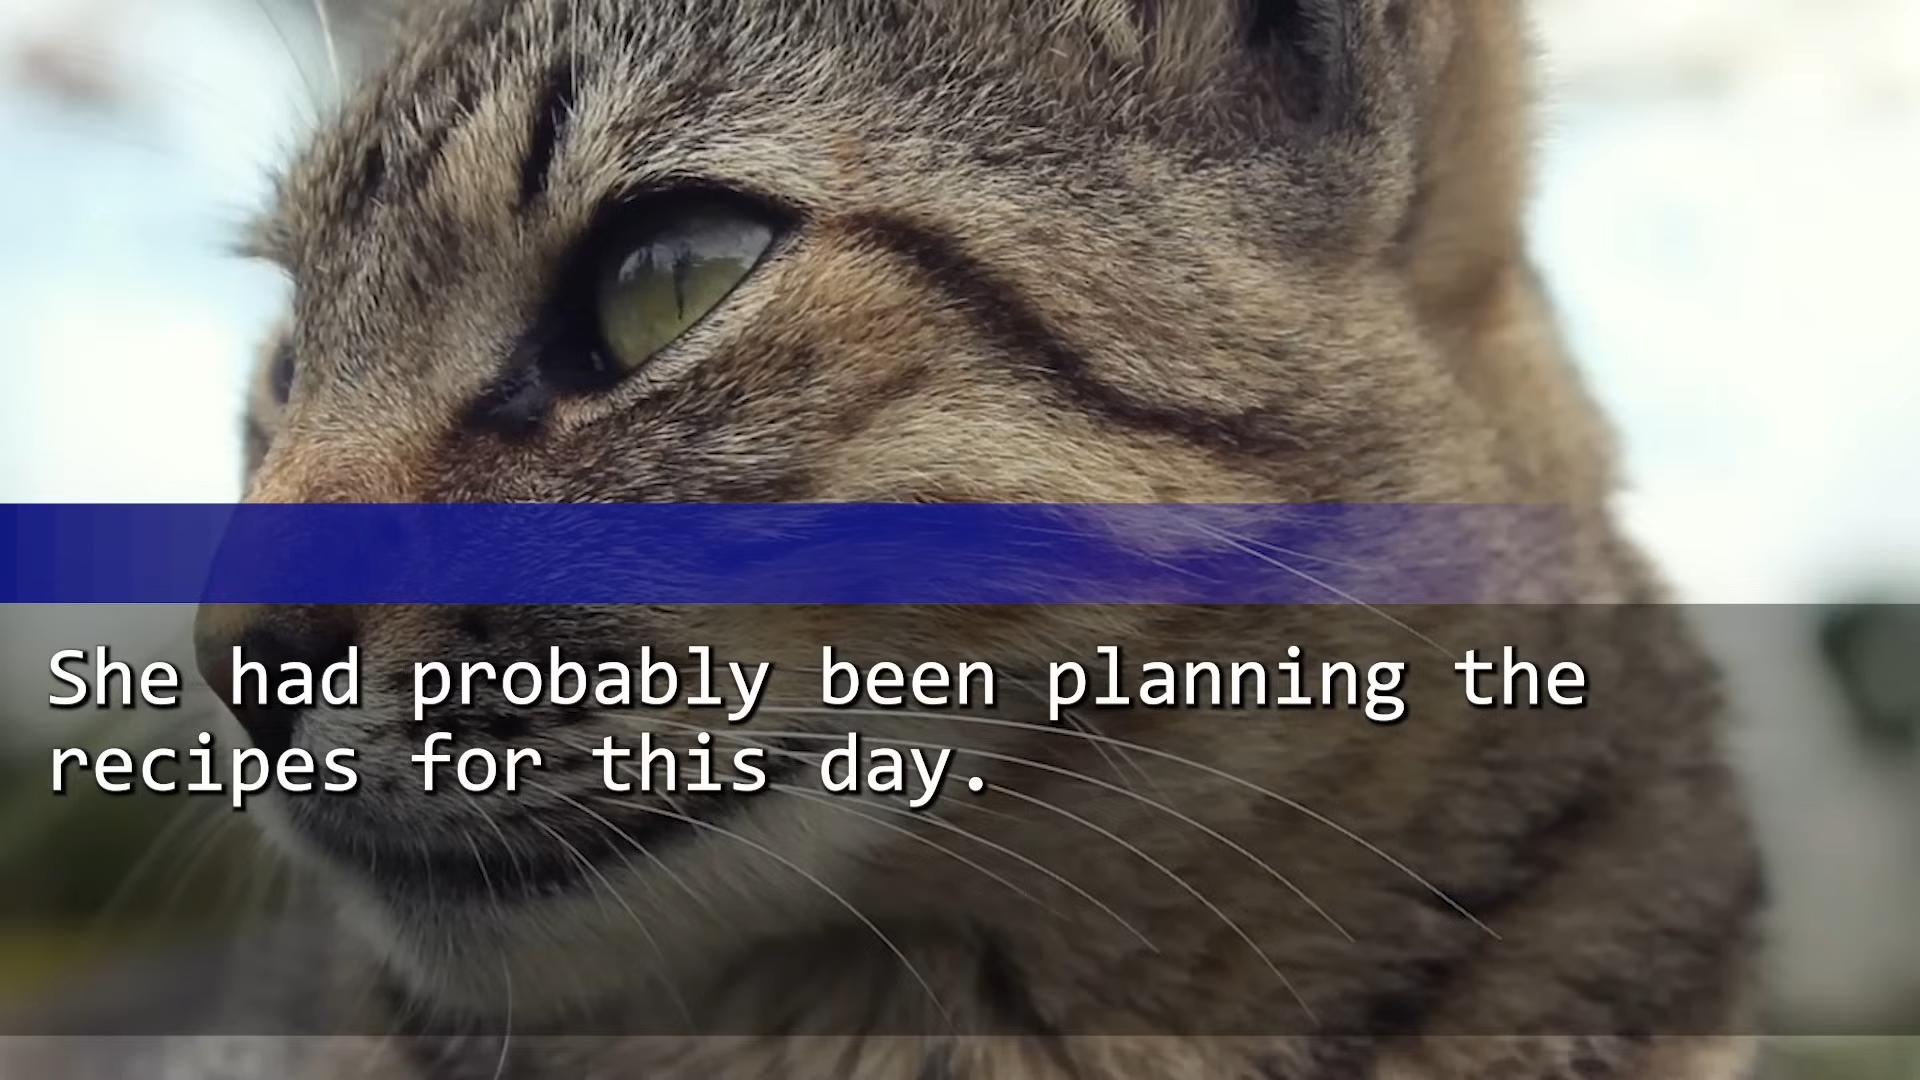 She had probably been planning the
recipes for this day.